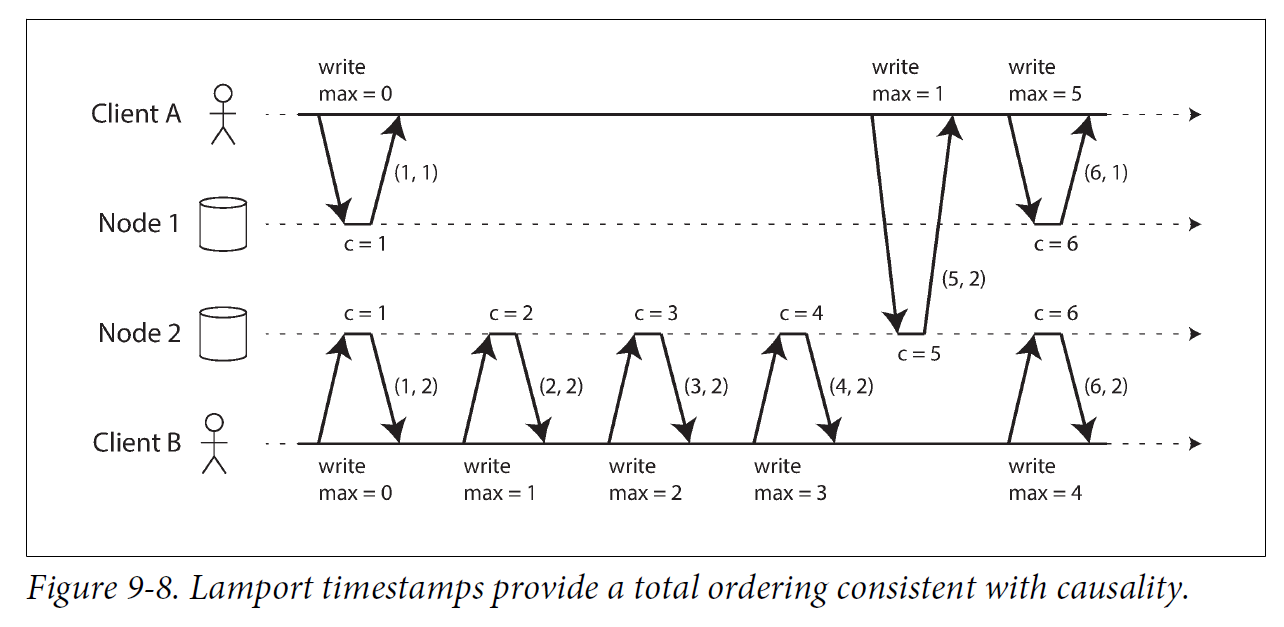 write
max = 0
write
max = 1
write
max = 5
Client A
(1, 1)
(6, 1)
Node 1
c = 1
c = 6
(5, 2)
c = 1
c = 2
c = 3
c = 4
c = 6
Node 2
c = 5
(1, 2)
(2, 2)
(3, 2)
(4, 2)
(6, 2)
Client B
write
max = 0
write
max = 1
write
max = 2
write
max = 3
write
max = 4
Figure 9-8. Lamport timestamps provide a total ordering consistent with causality.